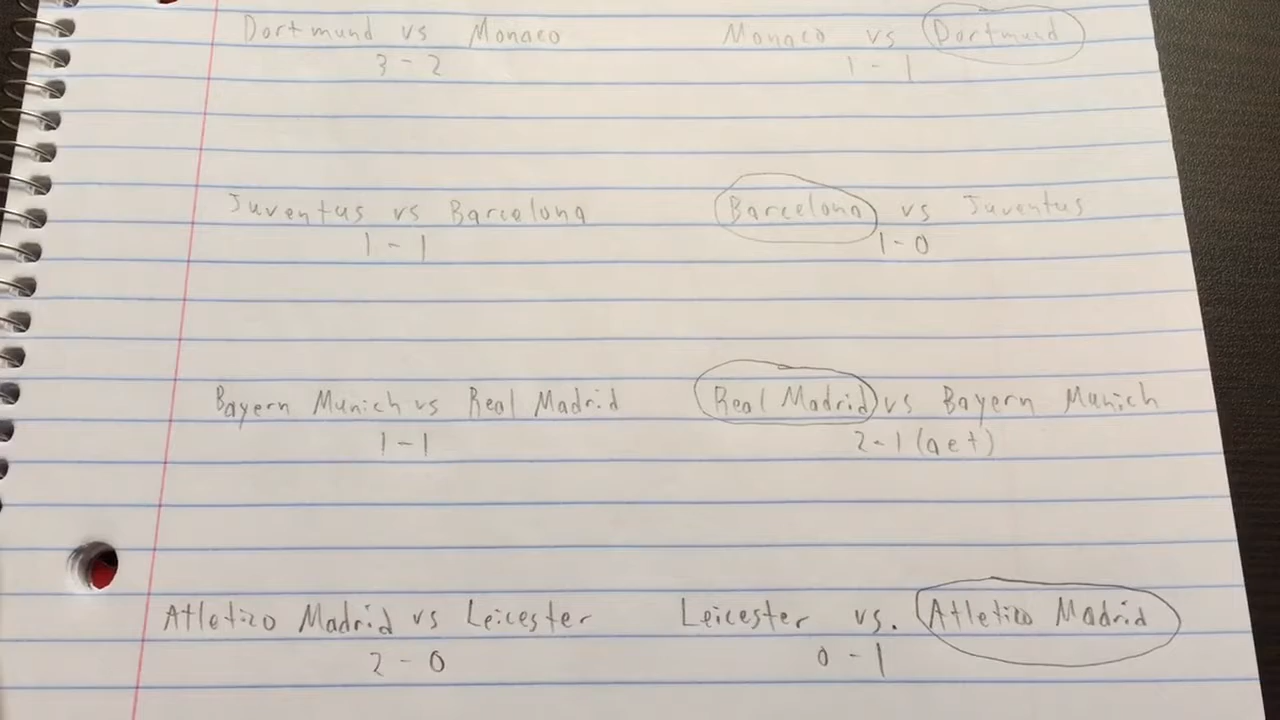 Dortmund vs Monaco Monaco vs Dortmund
3-2 1-1
Juventus vs Barcelona Barcelona vs Juventus
1-1 1-0
Bayern Munich vs Real Madrid Real Madrid vs Bayern Munich
1-1 2-1 (aet)
Atletico Madrid vs Leicester Leicester vs. Atletico Madrid
2-0 0-1